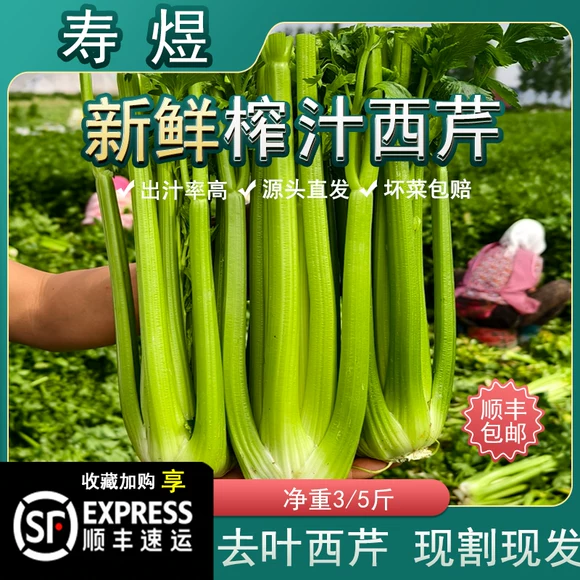 寿煜
新鲜榨汁西芹
✓出汁率高 ✓源头直发 ✓坏菜包赔
顺丰
包邮
收藏加购 享
SF EXPRESS
顺丰速运
净重3/5斤
去叶西芹 现割现发